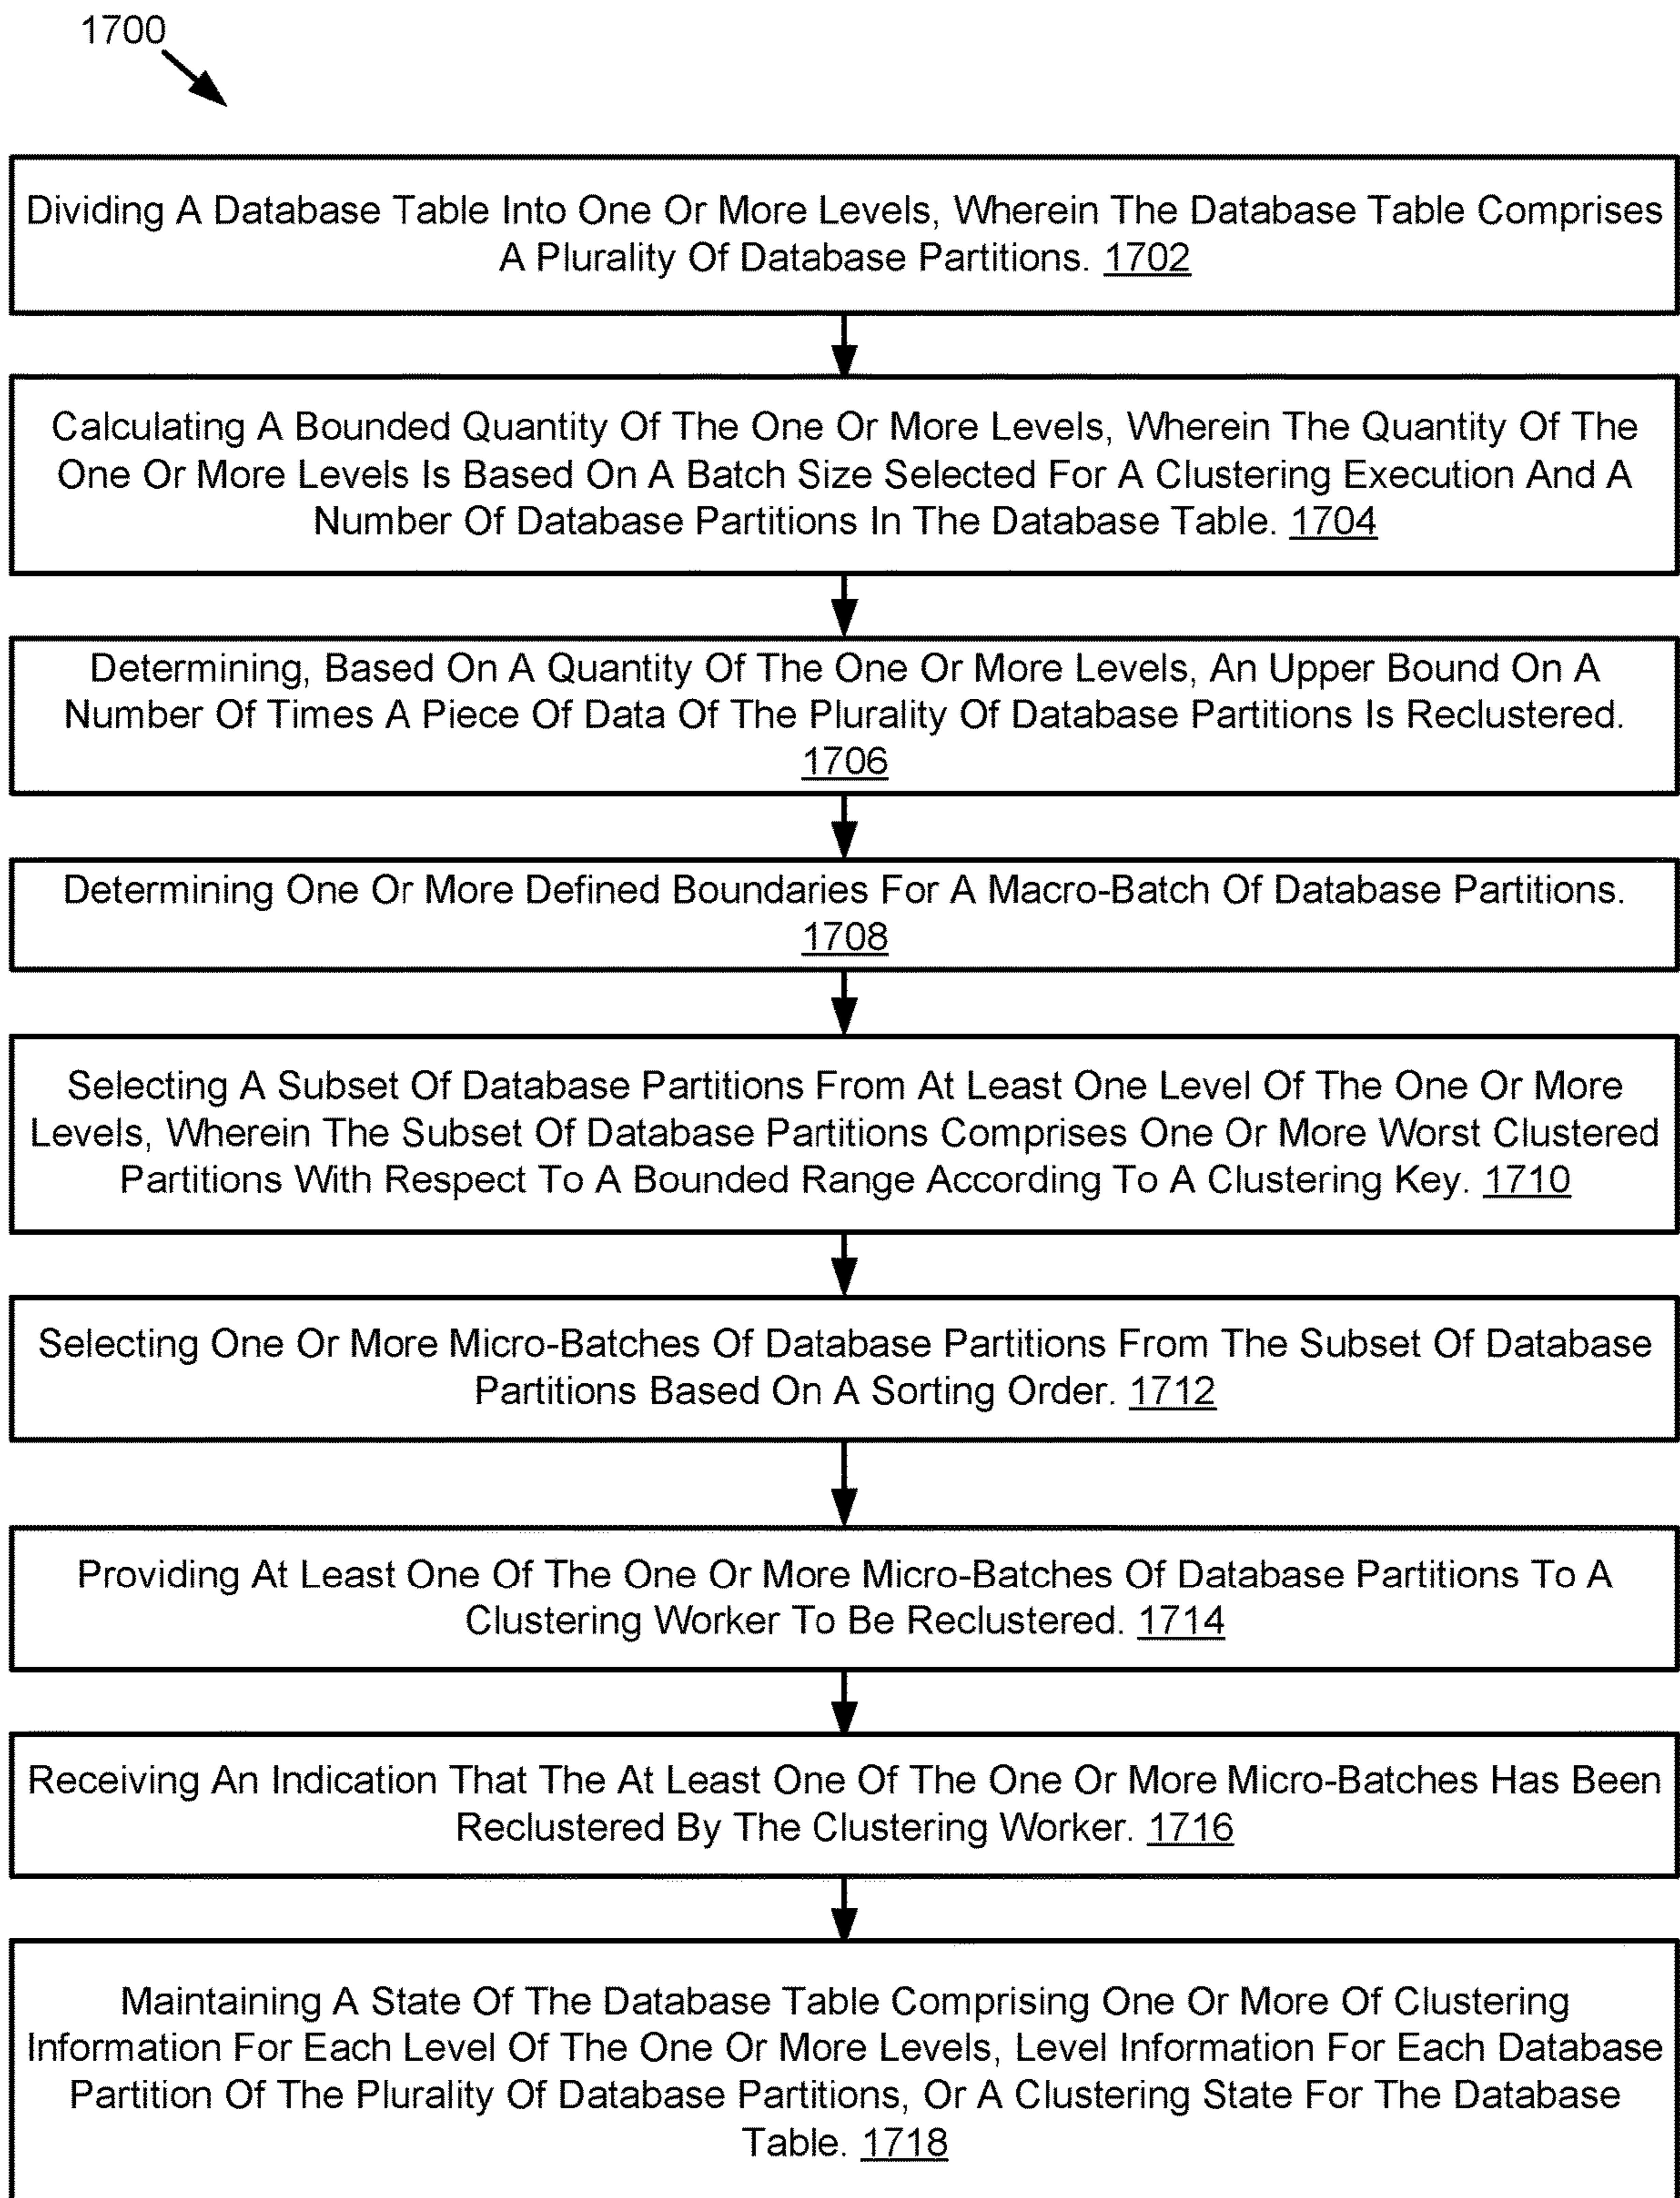 1700
Dividing A Database Table Into One Or More Levels, Wherein The Database Table Comprises
A Plurality Of Database Partitions. 1702
Calculating A Bounded Quantity Of The One Or More Levels, Wherein The Quantity Of The
One Or More Levels Is Based On A Batch Size Selected For A Clustering Execution And A
Number Of Database Partitions In The Database Table. 1704
Determining, Based On A Quantity Of The One Or More Levels, An Upper Bound On A
Number Of Times A Piece Of Data Of The Plurality Of Database Partitions Is Reclustered.
1706
Determining One Or More Defined Boundaries For A Macro-Batch Of Database Partitions.
1708
Selecting A Subset Of Database Partitions From At Least One Level Of The One Or More
Levels, Wherein The Subset Of Database Partitions Comprises One Or More Worst Clustered
Partitions With Respect To A Bounded Range According To A Clustering Key. 1710
Selecting One Or More Micro-Batches Of Database Partitions From The Subset Of Database
Partitions Based On A Sorting Order. 1712
Providing At Least One Of The One Or More Micro-Batches Of Database Partitions To A
Clustering Worker To Be Reclustered. 1714
Receiving An Indication That The At Least One Of The One Or More Micro-Batches Has Been
Reclustered By The Clustering Worker. 1716
Maintaining A State Of The Database Table Comprising One Or More Of Clustering
Information For Each Level Of The One Or More Levels, Level Information For Each Database
Partition Of The Plurality Of Database Partitions, Or A Clustering State For The Database
Table. 1718